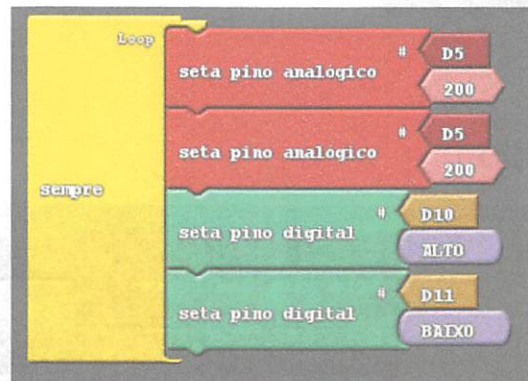 Loop
sempre
seta pino analógico # D5
200
seta pino analógico # D5
200
seta pino digital # D10
ALTO
seta pino digital # D11
BAIXO